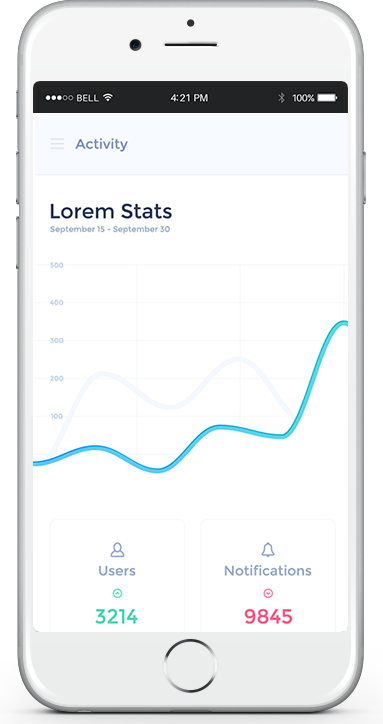 BELL 4:21 PM 100%
Activity
Lorem Stats
September 15 - September 30
500
400
300
200
100
Users Notifications
3214 9845